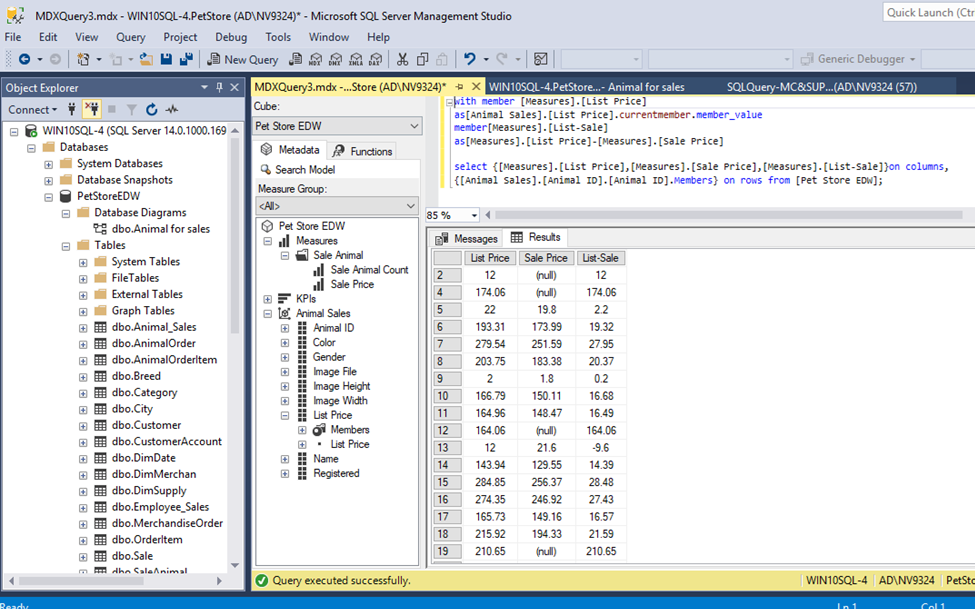 MDXQuery3.mdx - WIN10SQL-4.PetStore (AD\NV9324)* - Microsoft SQL Server Management Studio
Quick Launch (Ctr
File Edit View Query Project Debug Tools Window Help
New Query
MDX DMX XMLA DAX
Generic Debugger
Object Explorer
Connect
WIN10SQL-4 (SQL Server 14.0.1000.169
Databases
System Databases
Database Snapshots
PetStoreEDW
Database Diagrams
dbo.Animal for sales
Tables
System Tables
FileTables
External Tables
Graph Tables
dbo.Animal_Sales
dbo.AnimalOrder
dbo.AnimalOrderItem
dbo.Breed
dbo.Category
dbo.City
dbo.Customer
dbo.CustomerAccount
dbo.DimDate
dbo.DimMerchan
dbo.DimSupply
dbo.Employee_Sales
dbo.MerchandiseOrder
dbo.OrderItem
dbo.Sale
dbo.SaleAnimal
MDXQuery3.mdx -...Store (AD\NV9324)*
WIN10SQL-4.PetStore...- Animal for sales
SQLQuery-MC&SUP...(AD\NV9324 (57))
Cube:
Pet Store EDW
Metadata Functions
Search Model
Measure Group:
<All>
Pet Store EDW
Measures
Sale Animal
Sale Animal Count
Sale Price
KPIs
Animal Sales
Animal ID
Color
Gender
Image File
Image Height
Image Width
List Price
Members
List Price
Name
Registered
with member [Measures].[List Price]
as[Animal Sales].[List Price].currentmember.member_value
member[Measures].[List-Sale]
as[Measures].[List Price]-[Measures].[Sale Price]
select {[Measures].[List Price],[Measures].[Sale Price],[Measures].[List-Sale]}on columns,
{[Animal Sales].[Animal ID].[Animal ID].Members} on rows from [Pet Store EDW];
85 %
Messages Results
List Price Sale Price List-Sale
2 12 (null) 12
4 174.06 (null) 174.06
5 22 19.8 2.2
6 193.31 173.99 19.32
7 279.54 251.59 27.95
8 203.75 183.38 20.37
9 2 1.8 0.2
10 166.79 150.11 16.68
11 164.96 148.47 16.49
12 164.06 (null) 164.06
13 12 21.6 -9.6
14 143.94 129.55 14.39
15 284.85 256.37 28.48
16 274.35 246.92 27.43
17 165.73 149.16 16.57
18 215.92 194.33 21.59
19 210.65 (null) 210.65
Query executed successfully.
WIN10SQL-4 AD\NV9324 PetSto
Ready
Ln 1 Col 1